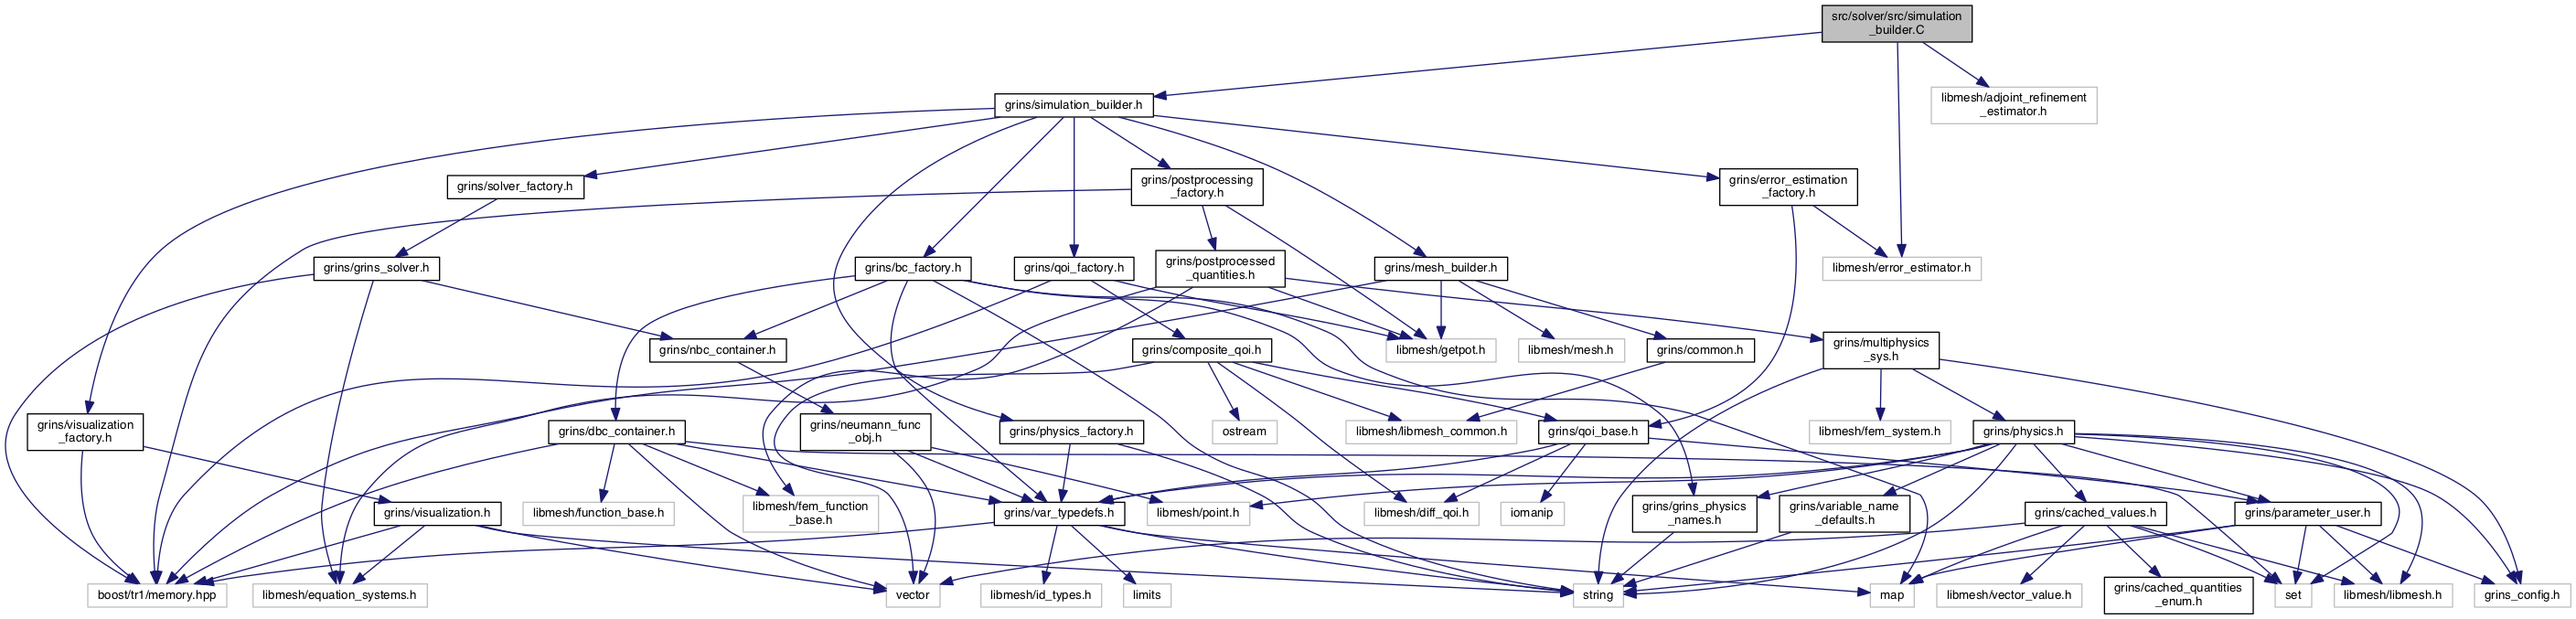 src/solver/src/simulation
_builder.C
grins/simulation_builder.h
libmesh/adjoint_refinement
_estimator.h
grins/solver_factory.h
grins/postprocessing
_factory.h
grins/error_estimation
_factory.h
grins/grins_solver.h
grins/bc_factory.h
grins/qoi_factory.h
grins/postprocessed
_quantities.h
grins/mesh_builder.h
libmesh/error_estimator.h
grins/nbc_container.h
grins/composite_qoi.h
libmesh/getpot.h
libmesh/mesh.h
grins/common.h
grins/multiphysics
_sys.h
grins/visualization
_factory.h
grins/dbc_container.h
grins/neumann_func
_obj.h
grins/physics_factory.h
ostream
libmesh/libmesh_common.h
grins/qoi_base.h
libmesh/fem_system.h
grins/physics.h
grins/visualization.h
libmesh/function_base.h
libmesh/fem_function
_base.h
grins/var_typedefs.h
libmesh/point.h
libmesh/diff_qoi.h
iomanip
grins/grins_physics
_names.h
grins/variable_name
_defaults.h
grins/cached_values.h
grins/parameter_user.h
boost/tr1/memory.hpp
libmesh/equation_systems.h
vector
libmesh/id_types.h
limits
string
map
libmesh/vector_value.h
grins/cached_quantities
_enum.h
set
libmesh/libmesh.h
grins_config.h